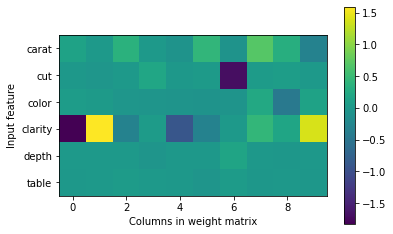 carat
cut
color
clarity
depth
table
Input feature
0 2 4 6 8
Columns in weight matrix
1.5
1.0
0.5
0.0
−0.5
−1.0
−1.5